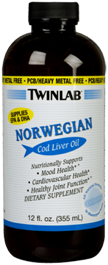 METAL FREE • PCB/HEAVY METAL FREE • PCB/HEAVY
TWINLAB®
SUPPLIES
EPA & DHA
NORWEGIAN
Cod Liver Oil
Nutritionally Supports
• Mood Health**
• Cardiovascular Health*
• Healthy Joint Function*
DIETARY SUPPLEMENT
12 fl. oz. (355 mL)